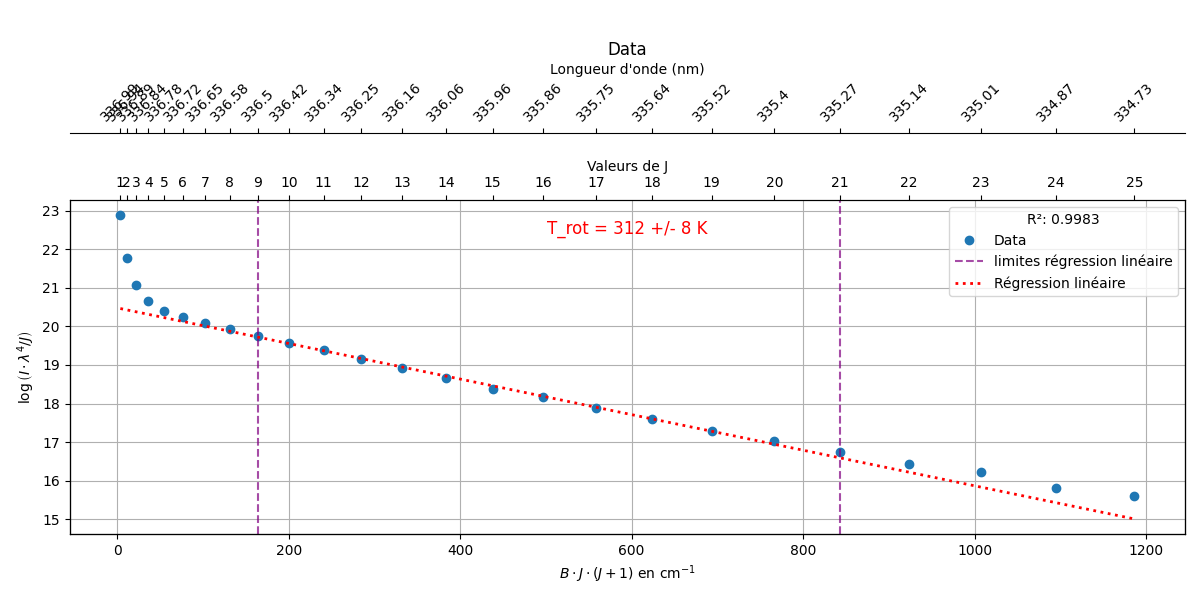 Data
Longueur d'onde (nm)
336.84 336.78 336.72 336.65 336.58 336.5 336.42 336.34 336.25 336.16 336.06 335.96 335.86 335.75 335.64 335.52 335.4 335.27 335.14 335.01 334.87 334.73
Valeurs de J
1 2 3 4 5 6 7 8 9 10 11 12 13 14 15 16 17 18 19 20 21 22 23 24 25
T_rot = 312 +/- 8 K
R²: 0.9983
Data
limites régression linéaire
Régression linéaire
23
22
21
20
19
18
17
16
15
log (I · λ⁴/J)
0 200 400 600 800 1000 1200
B · J · (J + 1) en cm⁻¹